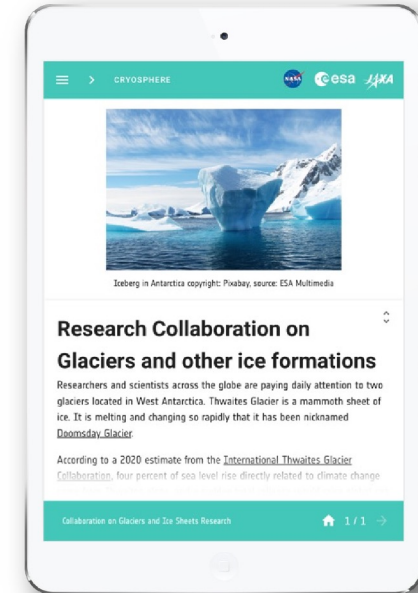 CRYOSPHERE
NASA
esa
JAXA
Iceberg in Antarctica copyright: Pixabay, source: ESA Multimedia
Research Collaboration on
Glaciers and other ice formations
Researchers and scientists across the globe are paying daily attention to two
glaciers located in West Antarctica. Thwaites Glacier is a mammoth sheet of
ice. It is melting and changing so rapidly that it has been nicknamed
Doomsday Glacier.
According to a 2020 estimate from the International Thwaites Glacier
Collaboration, four percent of sea level rise directly related to climate change
Collaboration on Glaciers and Ice Sheets Research
1 / 1